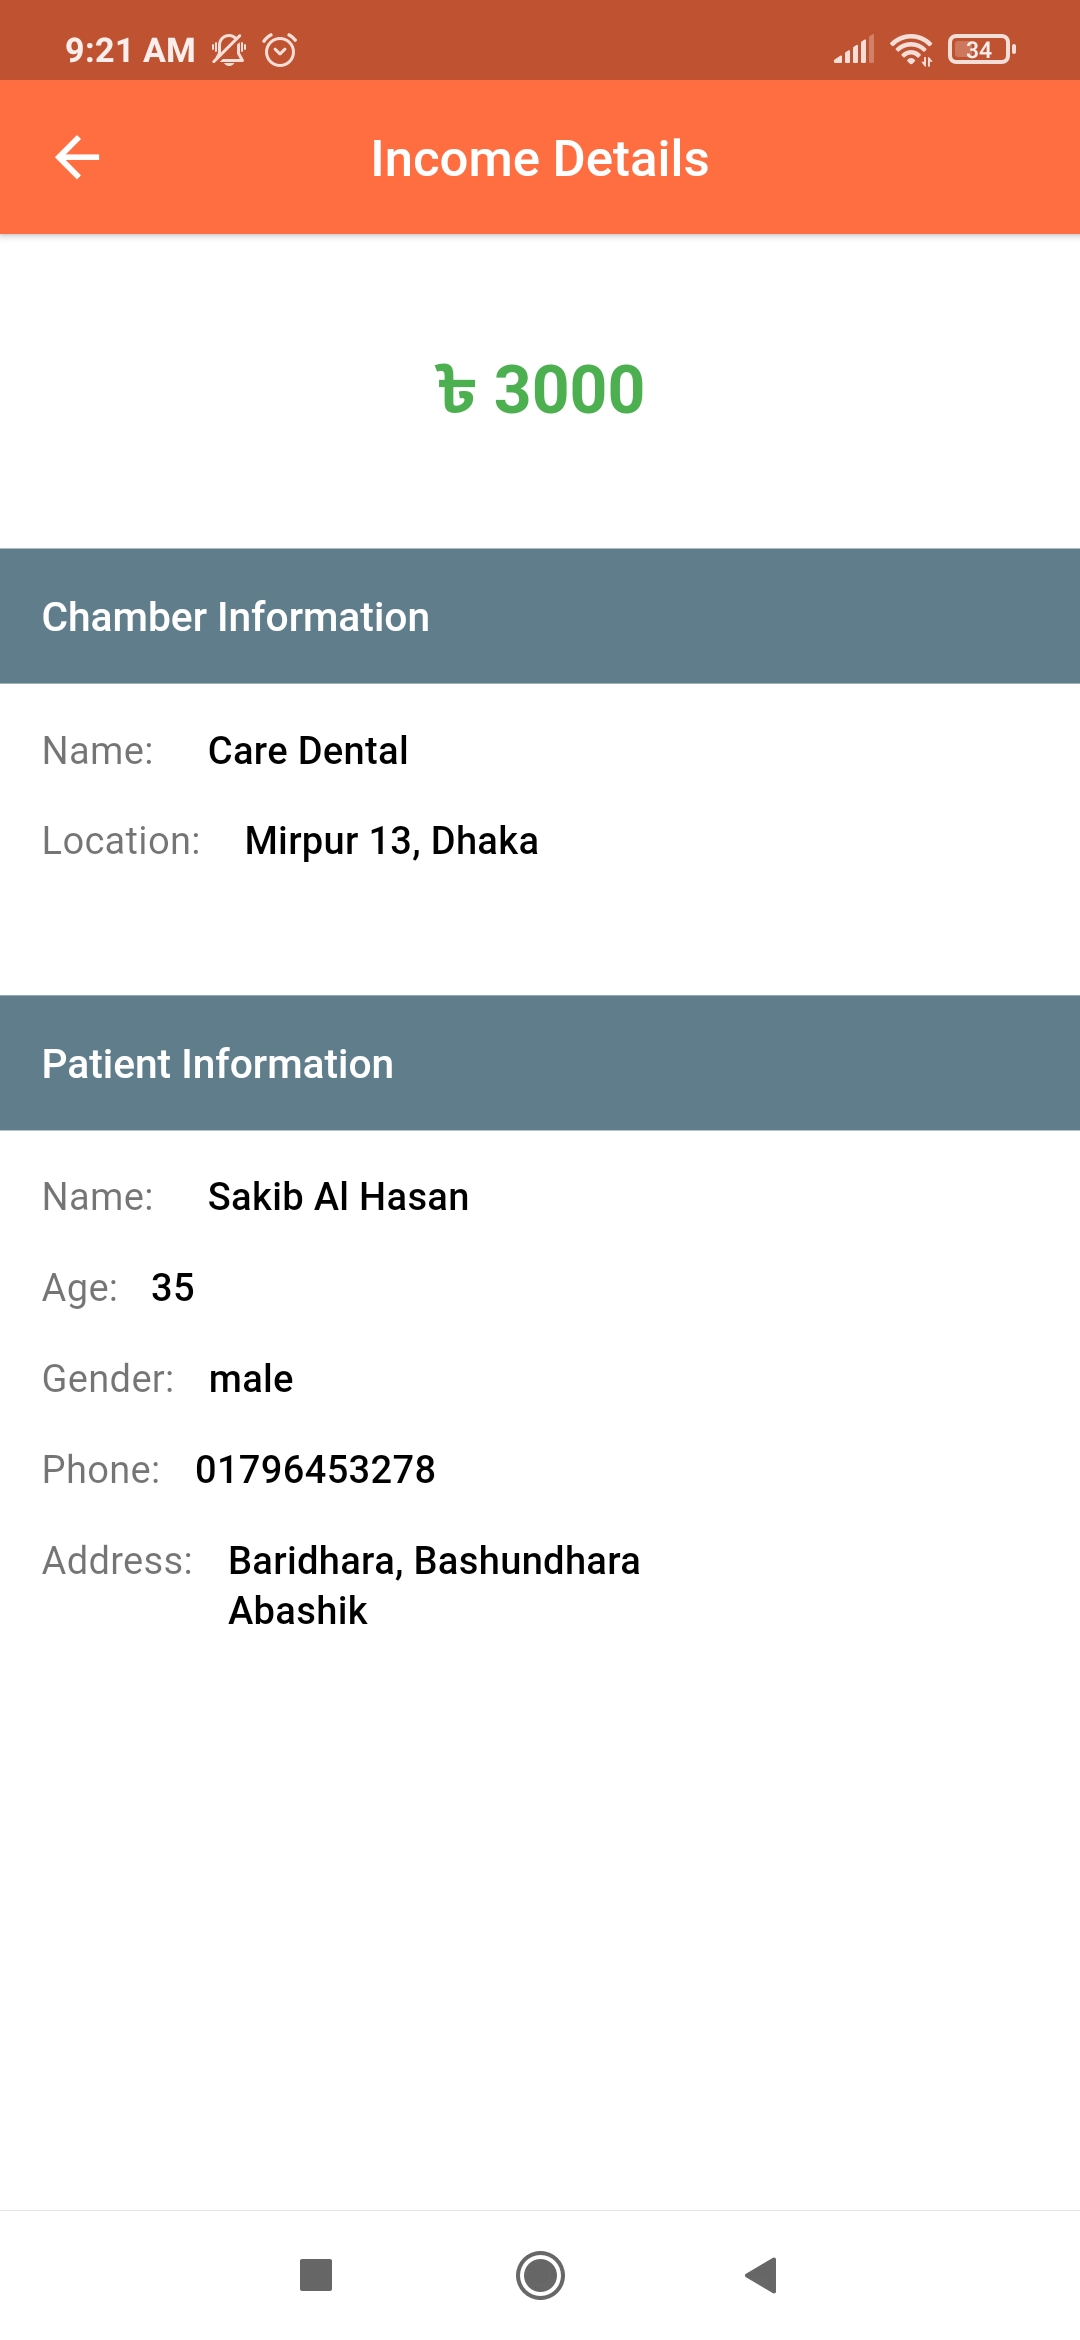 9:21 AM
34
Income Details
৳ 3000
Chamber Information
Name: Care Dental
Location: Mirpur 13, Dhaka
Patient Information
Name: Sakib Al Hasan
Age: 35
Gender: male
Phone: 01796453278
Address: Baridhara, Bashundhara
Abashik